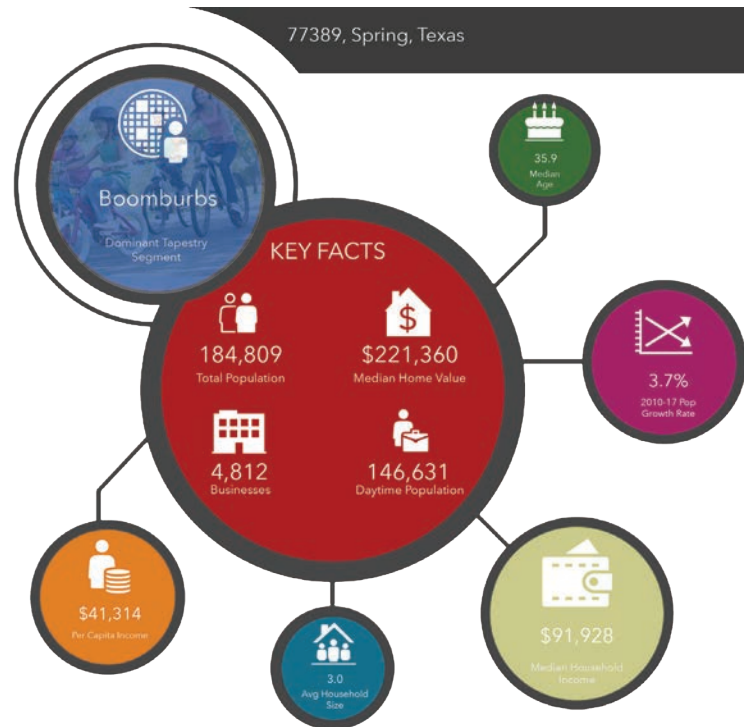 77389, Spring, Texas
Boomburbs
Dominant Tapestry
Segment
35.9
Median
Age
KEY FACTS
184,809
Total Population
$221,360
Median Home Value
$
4,812
Businesses
146,631
Daytime Population
3.7%
2010-17 Pop
Growth Rate
$41,314
Per Capita Income
3.0
Avg Household
Size
$91,928
Median Household
Income